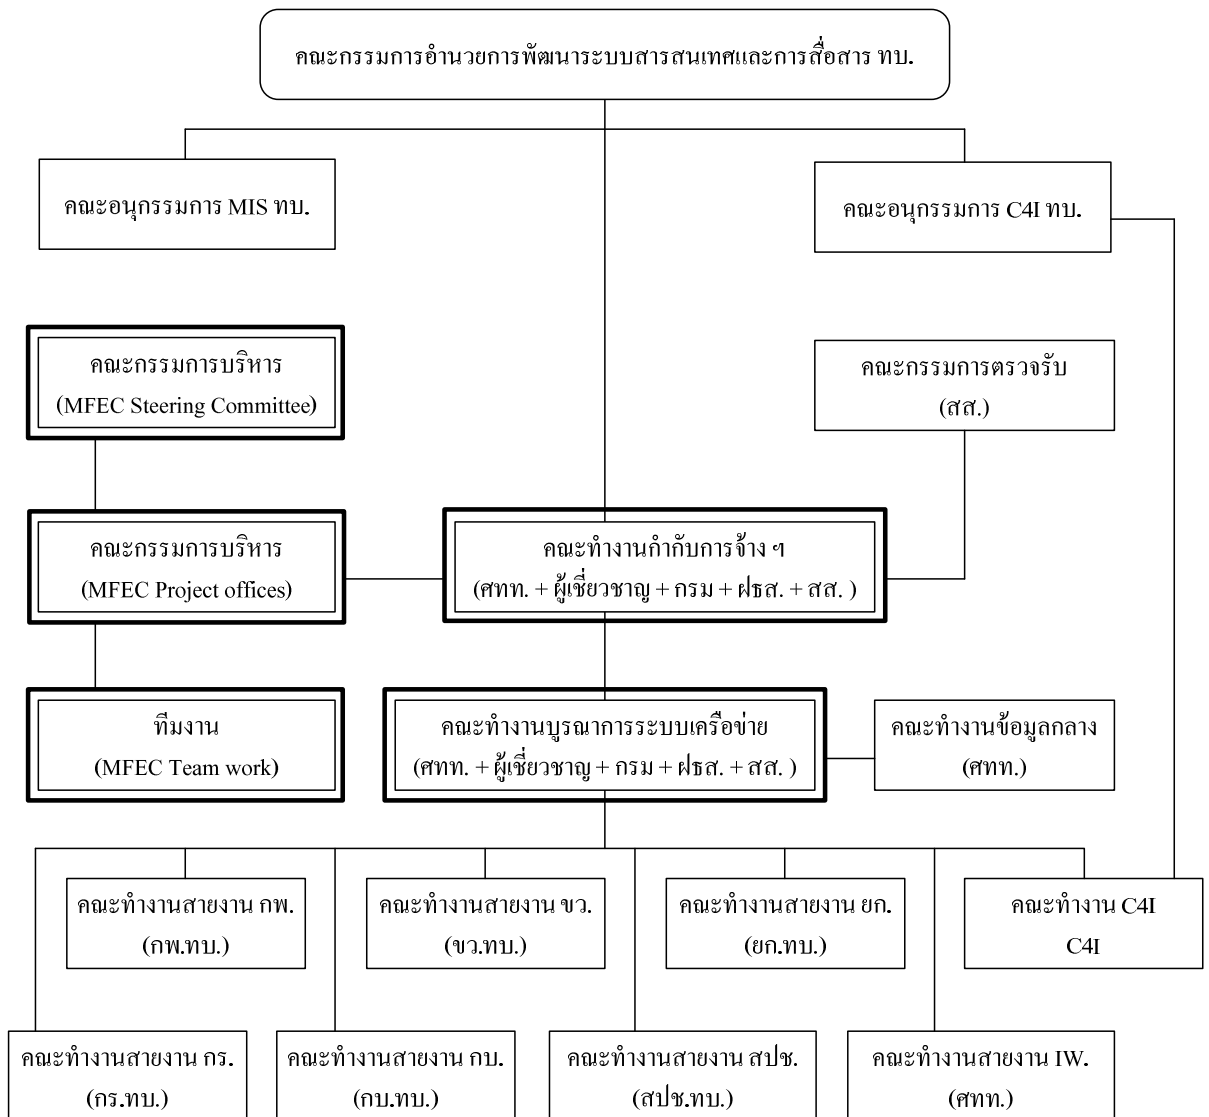 คณะกรรมการอำนวยการพัฒนาระบบสารสนเทศและการสื่อสาร ทบ.
คณะอนุกรรมการ MIS ทบ.
คณะอนุกรรมการ C4I ทบ.
คณะกรรมการบริหาร
(MFEC Steering Committee)
คณะกรรมการตรวจรับ
(สส.)
คณะกรรมการบริหาร
(MFEC Project offices)
คณะทำงานกำกับการจ้าง ฯ
(ศทท. + ผู้เชี่ยวชาญ + กรม + ฝธส. + สส. )
ทีมงาน
(MFEC Team work)
คณะทำงานบูรณาการระบบเครือข่าย
(ศทท. + ผู้เชี่ยวชาญ + กรม + ฝธส. + สส. )
คณะทำงานข้อมูลกลาง
(ศทท.)
คณะทำงานสายงาน กพ.
(กพ.ทบ.)
คณะทำงานสายงาน ขว.
(ขว.ทบ.)
คณะทำงานสายงาน ยก.
(ยก.ทบ.)
คณะทำงาน C4I
C4I
คณะทำงานสายงาน กร.
(กร.ทบ.)
คณะทำงานสายงาน กบ.
(กบ.ทบ.)
คณะทำงานสายงาน สปช.
(สปช.ทบ.)
คณะทำงานสายงาน IW.
(ศทท.)